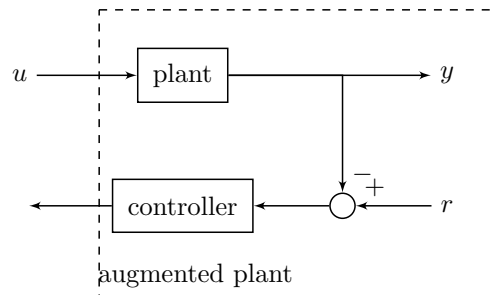 u plant y
− +
controller r
augmented plant